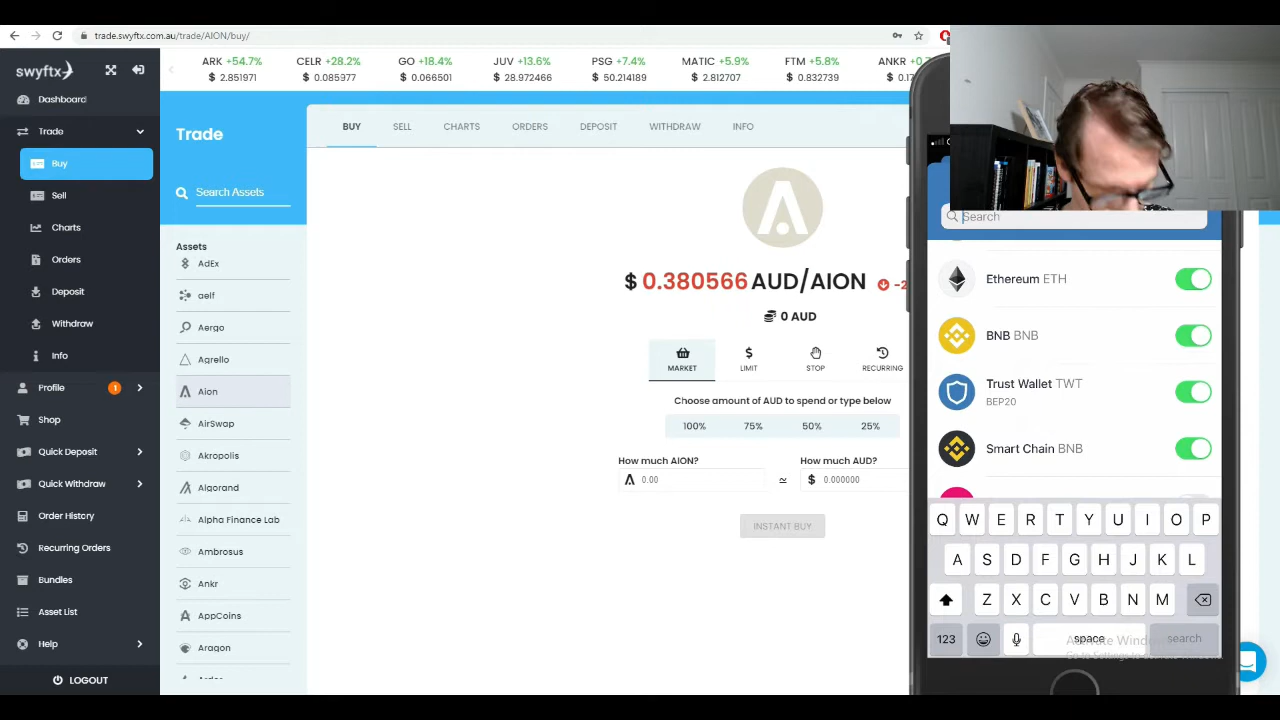 trade.swyftx.com.au/trade/AION/buy/
swyftx
Dashboard
Trade
Buy
Sell
Charts
Orders
Deposit
Withdraw
Info
Profile 1
Shop
Quick Deposit
Quick Withdraw
Order History
Recurring Orders
Bundles
Asset List
Help
LOGOUT
ARK +54.7% CELR +28.2% GO +18.4% JUV +13.6% PSG +7.4% MATIC +5.9% FTM +5.8% ANKR
$ 2.851971 $ 0.085977 $ 0.066501 $ 28.972466 $ 50.214189 $ 2.812707 $ 0.832739 $
Trade
Search Assets
Assets
AdEx
aelf
Aergo
Agrello
Aion
AirSwap
Akropolis
Algorand
Alpha Finance Lab
Ambrosus
Ankr
AppCoins
Aragon
BUY SELL CHARTS ORDERS DEPOSIT WITHDRAW INFO
$ 0.380566 AUD/AION
0 AUD
MARKET LIMIT STOP RECURRING
Choose amount of AUD to spend or type below
100% 75% 50% 25%
How much AION? How much AUD?
0.00 ≃ $ 0.000000
INSTANT BUY
Search
Ethereum ETH
BNB BNB
Trust Wallet TWT
BEP20
Smart Chain BNB
Q W E R T Y U I O P
A S D F G H J K L
Z X C V B N M
123 space search